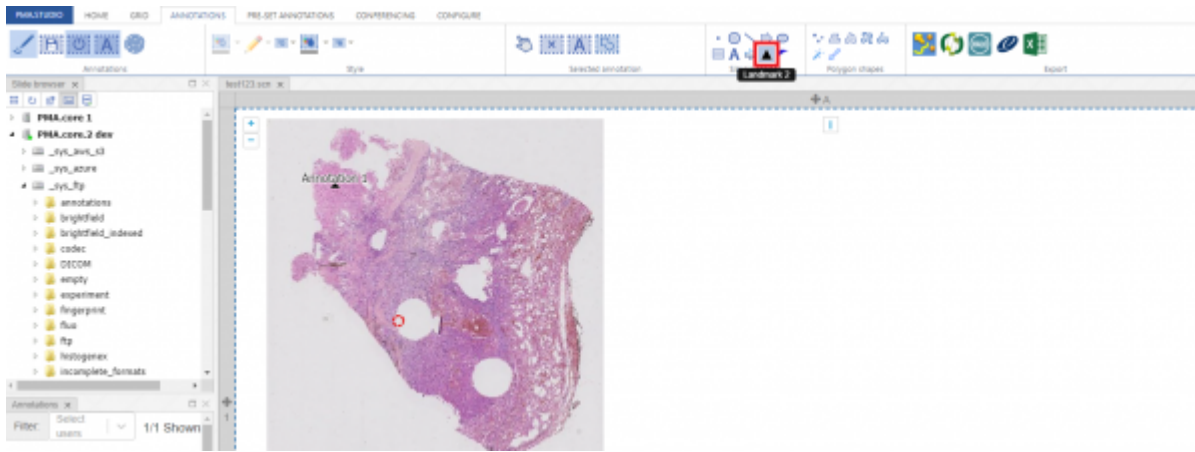 PMA.STUDIO HOME GRID ANNOTATIONS PRE-SET ANNOTATIONS CONFERENCING CONFIGURE
Annotations Style Selected annotation Polygon shapes Export
Landmark 2
Slide browser x
test123.scn x
A
PMA.core 1
PMA.core.2 dev
_sys_aws_s3
_sys_azure
_sys_ftp
annotations
brightfield
brightfield_indexed
codec
DICOM
empty
experiment
fingerprint
fluo
ftp
histogenex
incomplete_formats
Annotation 1
Annotations x
1
Filter: Select users 1/1 Shown